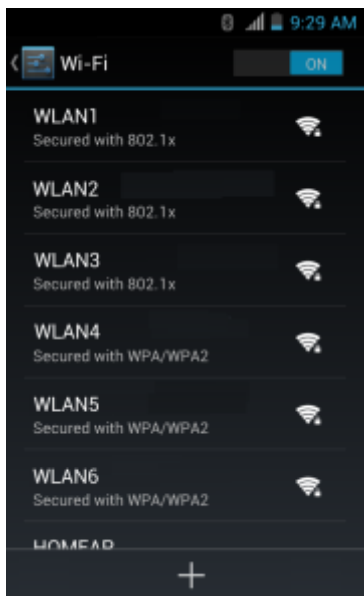 9:29 AM
Wi-Fi ON
WLAN1
Secured with 802.1x
WLAN2
Secured with 802.1x
WLAN3
Secured with 802.1x
WLAN4
Secured with WPA/WPA2
WLAN5
Secured with WPA/WPA2
WLAN6
Secured with WPA/WPA2